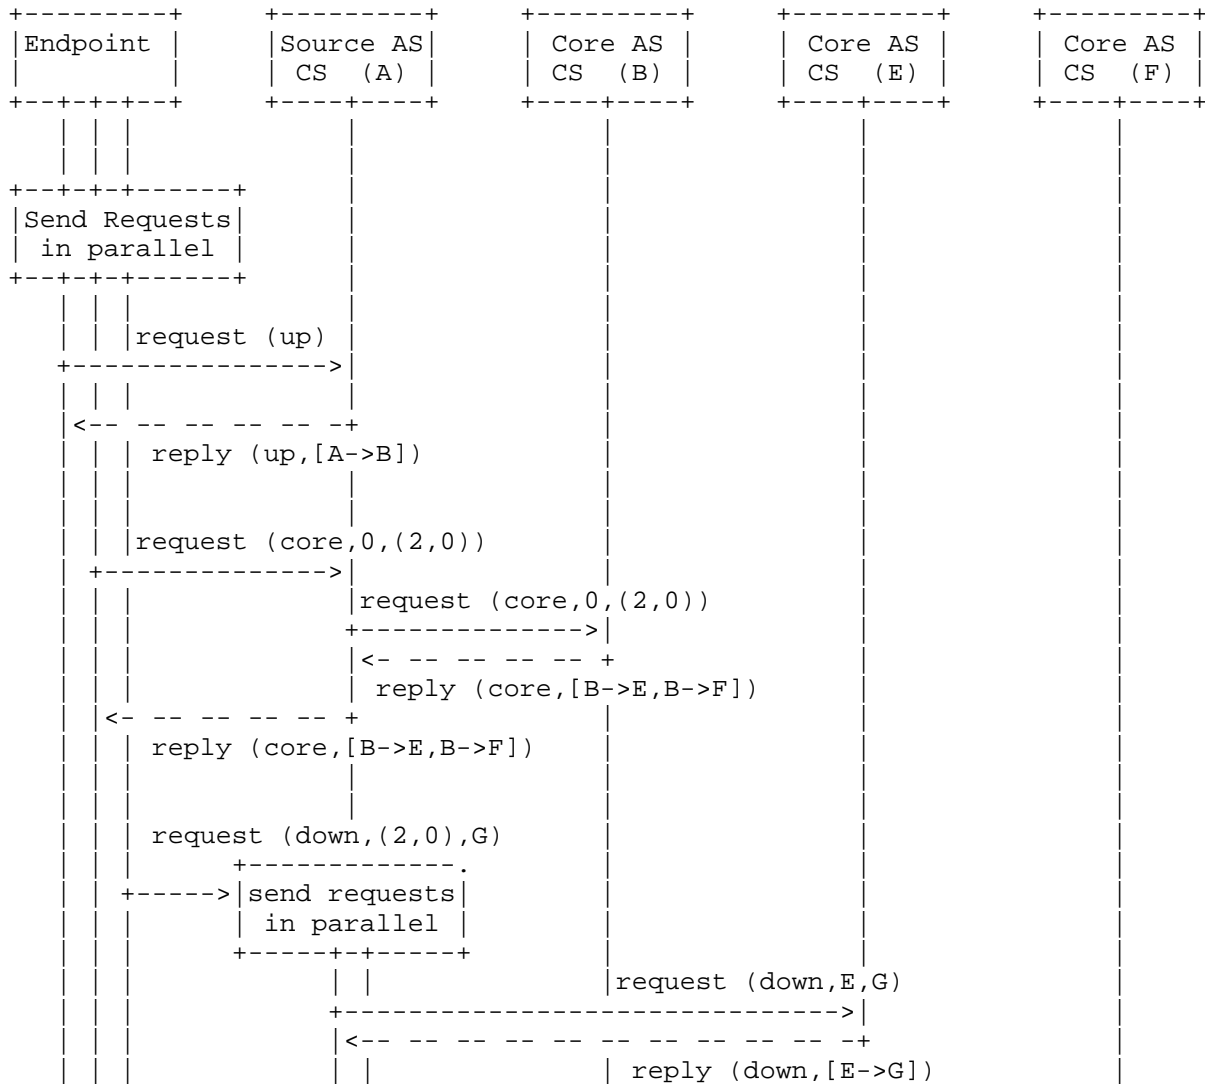 Endpoint Source AS Core AS Core AS Core AS
CS (A) CS (B) CS (E) CS (F)
Send Requests
in parallel
request (up)
reply (up,[A->B])
request (core,0,(2,0))
request (core,0,(2,0))
reply (core,[B->E,B->F])
reply (core,[B->E,B->F])
request (down,(2,0),G)
send requests
in parallel
request (down,E,G)
reply (down,[E->G])